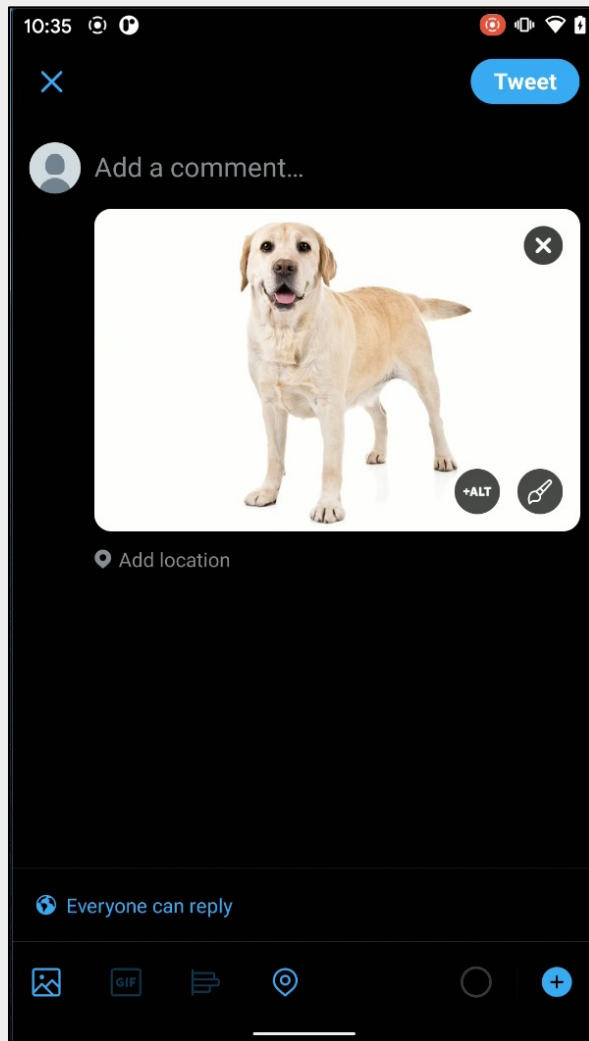 10:35
Tweet
Add a comment...
+ALT
Add location
Everyone can reply
GIF